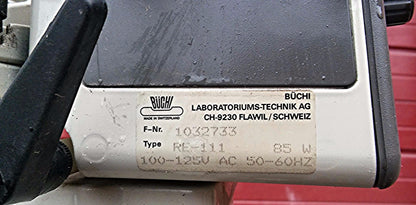 BÜCHI
LABORATORIUMS-TECHNIK AG
CH-9230 FLAWIL/SCHWEIZ
BÜCHI
MADE IN SWITZERLAND
F-Nr. 1032733
Type RE-111 85 W
100-125V AC 50-60HZ